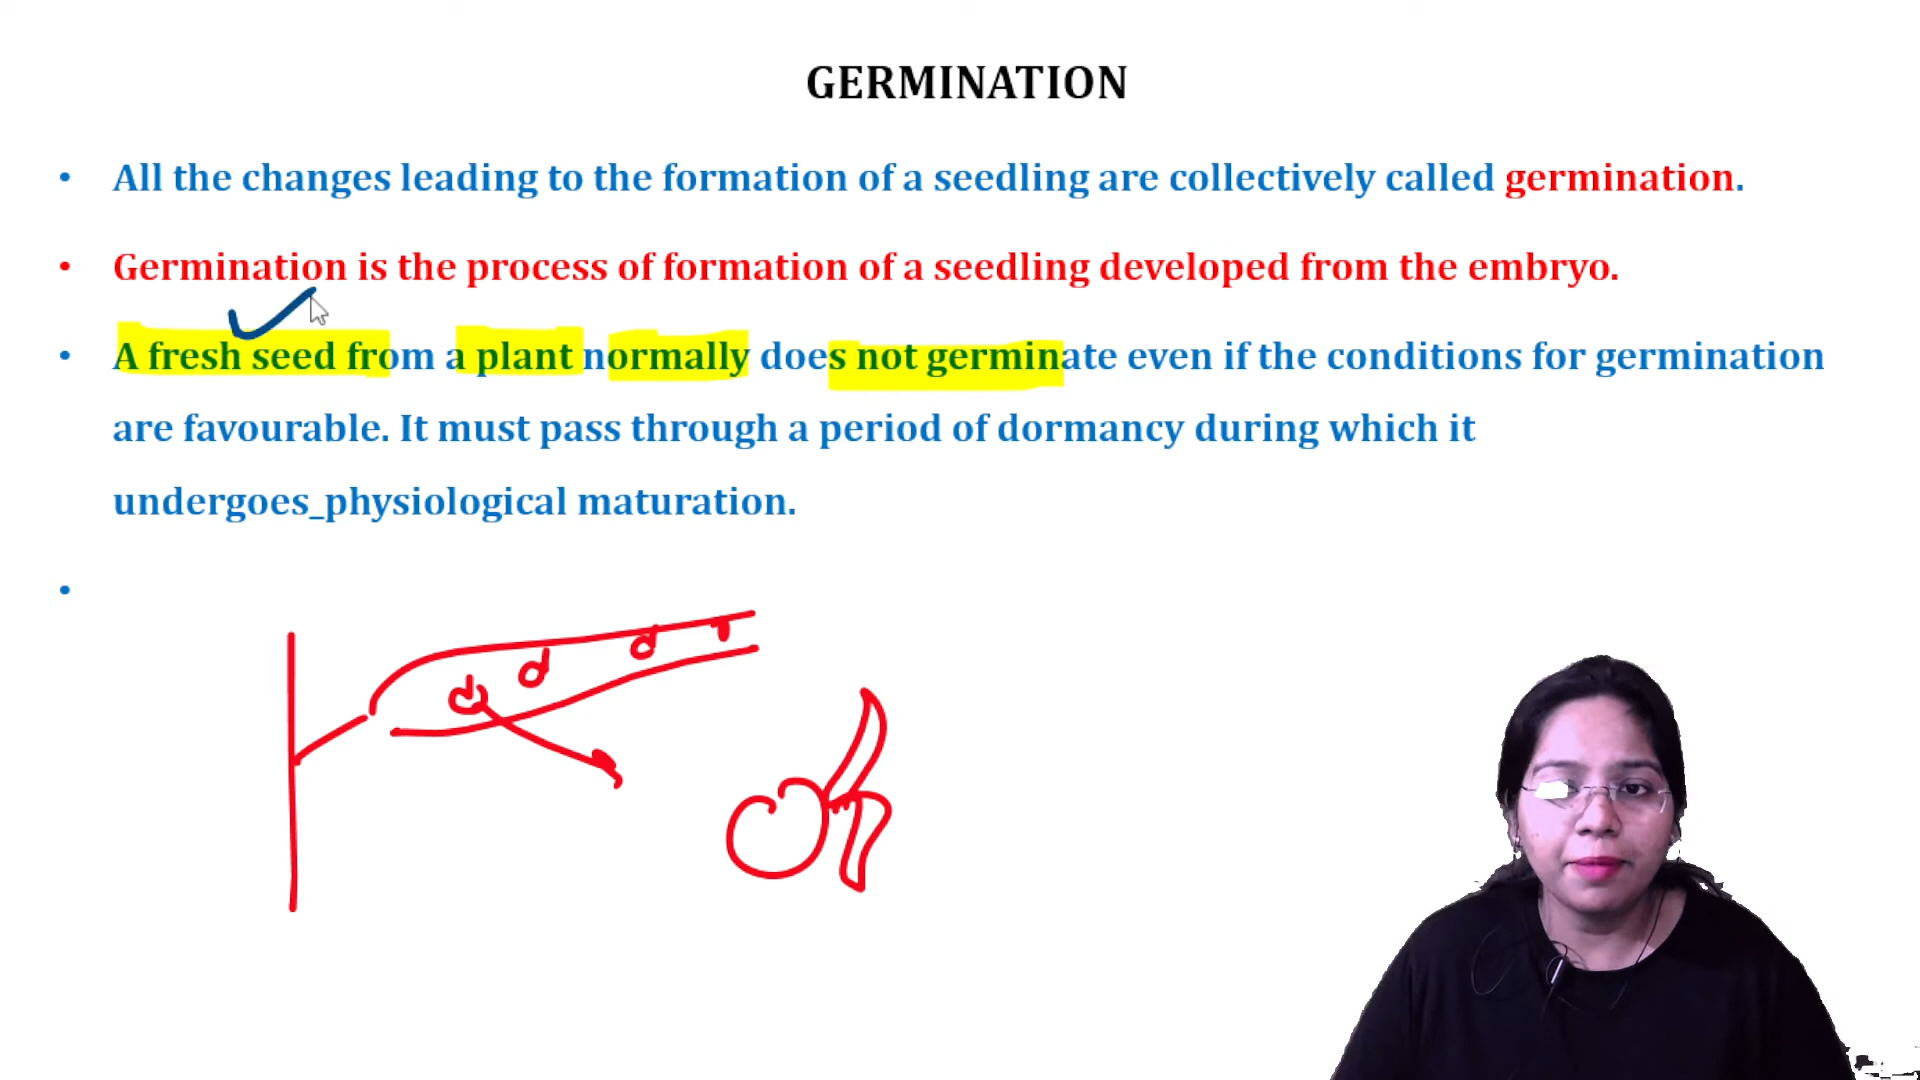 GERMINATION
• All the changes leading to the formation of a seedling are collectively called germination.
• Germination is the process of formation of a seedling developed from the embryo.
• A fresh seed from a plant normally does not germinate even if the conditions for germination
are favourable. It must pass through a period of dormancy during which it
undergoes_physiological maturation.
•